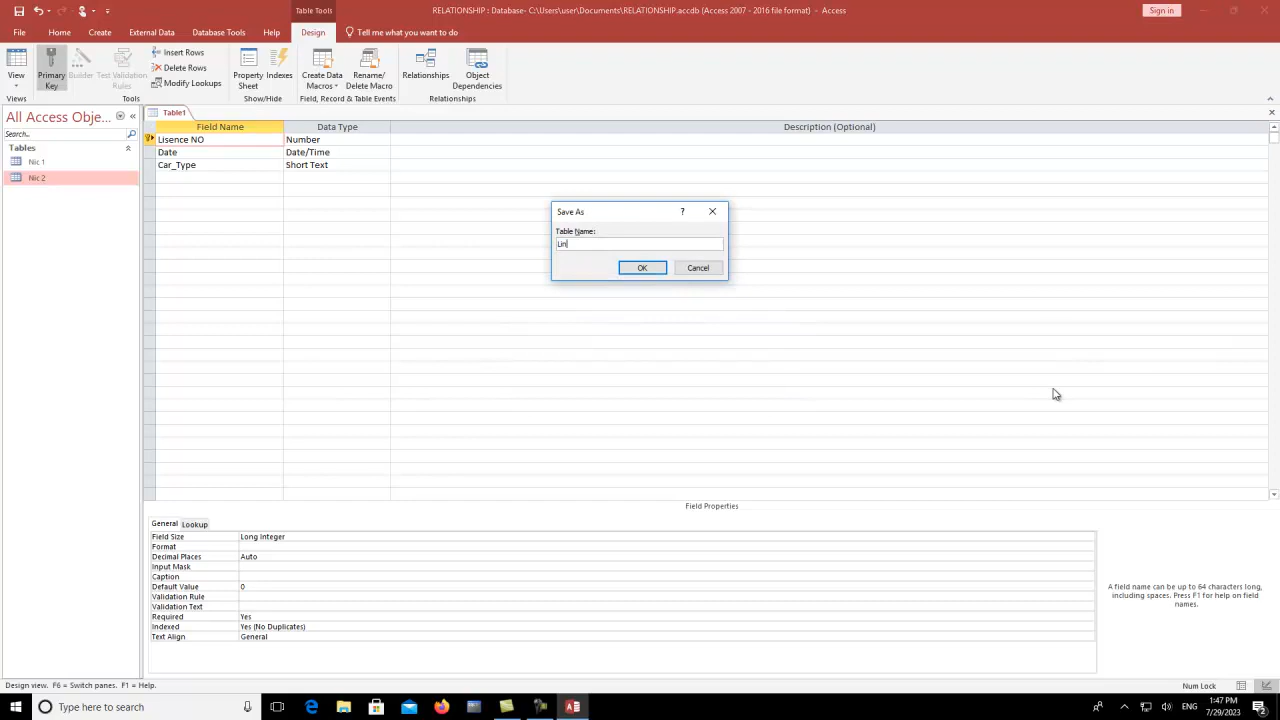 Table Tools
RELATIONSHIP : Database- C:\Users\user\Documents\RELATIONSHIP.accdb (Access 2007 - 2016 file format) - Access
Sign in
File
Home
Create
External Data
Database Tools
Help
Design
Tell me what you want to do
View
Primary Key
Builder
Test Validation Rules
Insert Rows
Delete Rows
Modify Lookups
Property Sheet
Indexes
Create Data Macros
Rename/ Delete Macro
Relationships
Object Dependencies
Views
Tools
Show/Hide
Field, Record & Table Events
Relationships
All Access Obje...
Search...
Tables
Nic 1
Nic 2
Table1
Field Name Data Type Description (Optional)
Lisence NO Number
Date Date/Time
Car_Type Short Text
Save As
?
Table Name:
Lin
OK Cancel
Field Properties
General Lookup
Field Size Long Integer
Format
Decimal Places Auto
Input Mask
Caption
Default Value 0
Validation Rule
Validation Text
Required Yes
Indexed Yes (No Duplicates)
Text Align General
A field name can be up to 64 characters long,
including spaces. Press F1 for help on field
names.
Design view. F6 = Switch panes. F1 = Help.
Num Lock
Type here to search
ENG
1:47 PM
7/29/2023